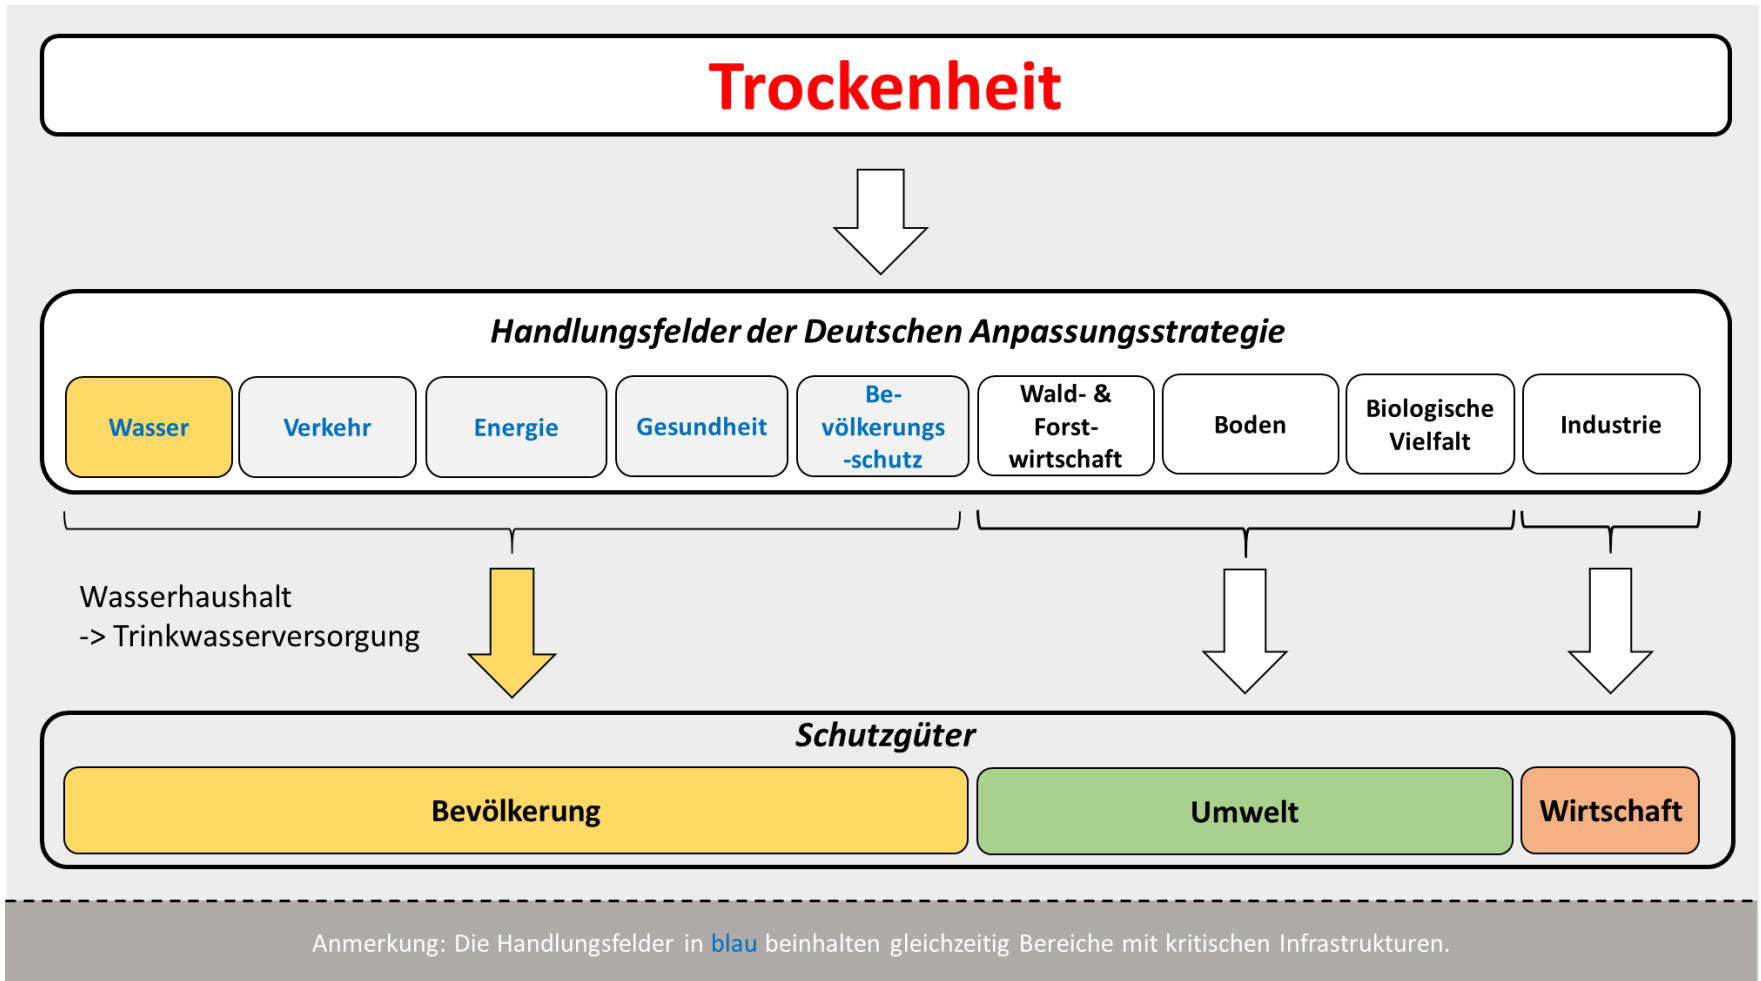 Trockenheit
Handlungsfelder der Deutschen Anpassungsstrategie
Wasser
Verkehr
Energie
Gesundheit
Be-
völkerungs
-schutz
Wald- &
Forst-
wirtschaft
Boden
Biologische
Vielfalt
Industrie
Wasserhaushalt
-> Trinkwasserversorgung
Schutzgüter
Bevölkerung
Umwelt
Wirtschaft
Anmerkung: Die Handlungsfelder in blau beinhalten gleichzeitig Bereiche mit kritischen Infrastrukturen.